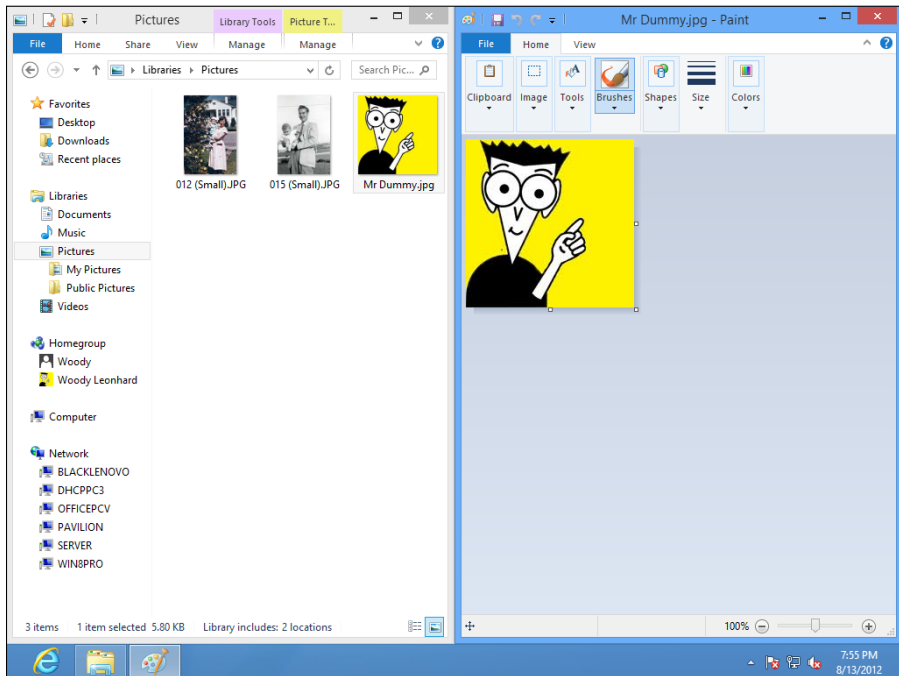 Pictures
Library Tools
Picture T...
File
Home
Share
View
Manage
Manage
Libraries
Pictures
Search Pic...
Favorites
Desktop
Downloads
Recent places
Libraries
Documents
Music
Pictures
My Pictures
Public Pictures
Videos
Homegroup
Woody
Woody Leonhard
Computer
Network
BLACKLENOVO
DHCPPC3
OFFICEPCV
PAVILION
SERVER
WIN8PRO
012 (Small).JPG
015 (Small).JPG
Mr Dummy.jpg
3 items 1 item selected 5.80 KB Library includes: 2 locations
Mr Dummy.jpg - Paint
File
Home
View
Clipboard
Image
Tools
Brushes
Shapes
Size
Colors
100%
7:55 PM
8/13/2012